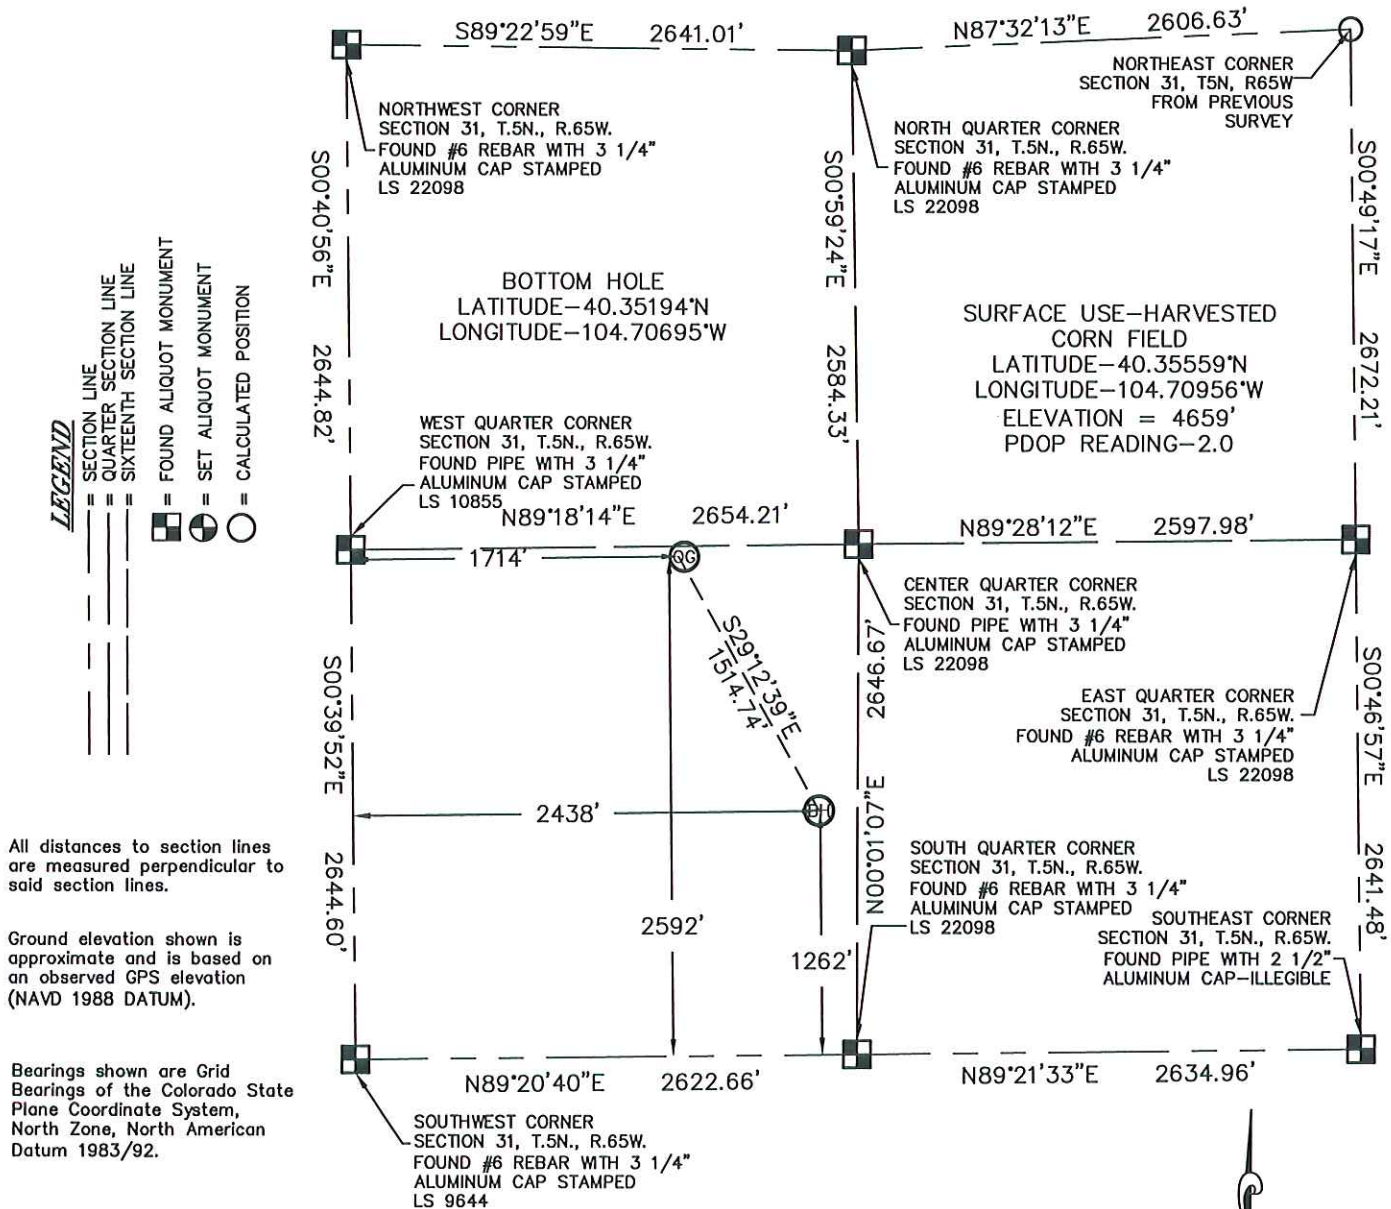 S89°22'59"E 2641.01'
N87°32'13"E 2606.63'
NORTHWEST CORNER
SECTION 31, T.5N., R.65W.
FOUND #6 REBAR WITH 3 1/4"
ALUMINUM CAP STAMPED
LS 22098
NORTH QUARTER CORNER
SECTION 31, T.5N., R.65W.
FOUND #6 REBAR WITH 3 1/4"
ALUMINUM CAP STAMPED
LS 22098
NORTHEAST CORNER
SECTION 31, T5N, R65W
FROM PREVIOUS
SURVEY
S00°40'56"E 2644.82'
S00°59'24"E 2584.33'
S00°49'17"E 2672.21'
BOTTOM HOLE
LATITUDE-40.35194°N
LONGITUDE-104.70695°W
SURFACE USE-HARVESTED
CORN FIELD
LATITUDE-40.35559°N
LONGITUDE-104.70956°W
ELEVATION = 4659'
PDOP READING-2.0
LEGEND
= SECTION LINE
= QUARTER SECTION LINE
= SIXTEENTH SECTION LINE
= FOUND ALIQUOT MONUMENT
= SET ALIQUOT MONUMENT
= CALCULATED POSITION
WEST QUARTER CORNER
SECTION 31, T.5N., R.65W.
FOUND PIPE WITH 3 1/4"
ALUMINUM CAP STAMPED
LS 10855
N89°18'14"E 2654.21'
N89°28'12"E 2597.98'
1714'
QG
CENTER QUARTER CORNER
SECTION 31, T.5N., R.65W.
FOUND PIPE WITH 3 1/4"
ALUMINUM CAP STAMPED
LS 22098
S29°12'39"E
1514.74'
EAST QUARTER CORNER
SECTION 31, T.5N., R.65W.
FOUND #6 REBAR WITH 3 1/4"
ALUMINUM CAP STAMPED
LS 22098
S00°39'52"E 2644.60'
N00°01'07"E 2646.67'
S00°46'57"E 2641.48'
2438'
BH
2592'
1262'
All distances to section lines
are measured perpendicular to
said section lines.
Ground elevation shown is
approximate and is based on
an observed GPS elevation
(NAVD 1988 DATUM).
Bearings shown are Grid
Bearings of the Colorado State
Plane Coordinate System,
North Zone, North American
Datum 1983/92.
SOUTH QUARTER CORNER
SECTION 31, T.5N., R.65W.
FOUND #6 REBAR WITH 3 1/4"
ALUMINUM CAP STAMPED
LS 22098
SOUTHEAST CORNER
SECTION 31, T.5N., R.65W.
FOUND PIPE WITH 2 1/2"
ALUMINUM CAP-ILLEGIBLE
N89°20'40"E 2622.66'
N89°21'33"E 2634.96'
SOUTHWEST CORNER
SECTION 31, T.5N., R.65W.
FOUND #6 REBAR WITH 3 1/4"
ALUMINUM CAP STAMPED
LS 9644